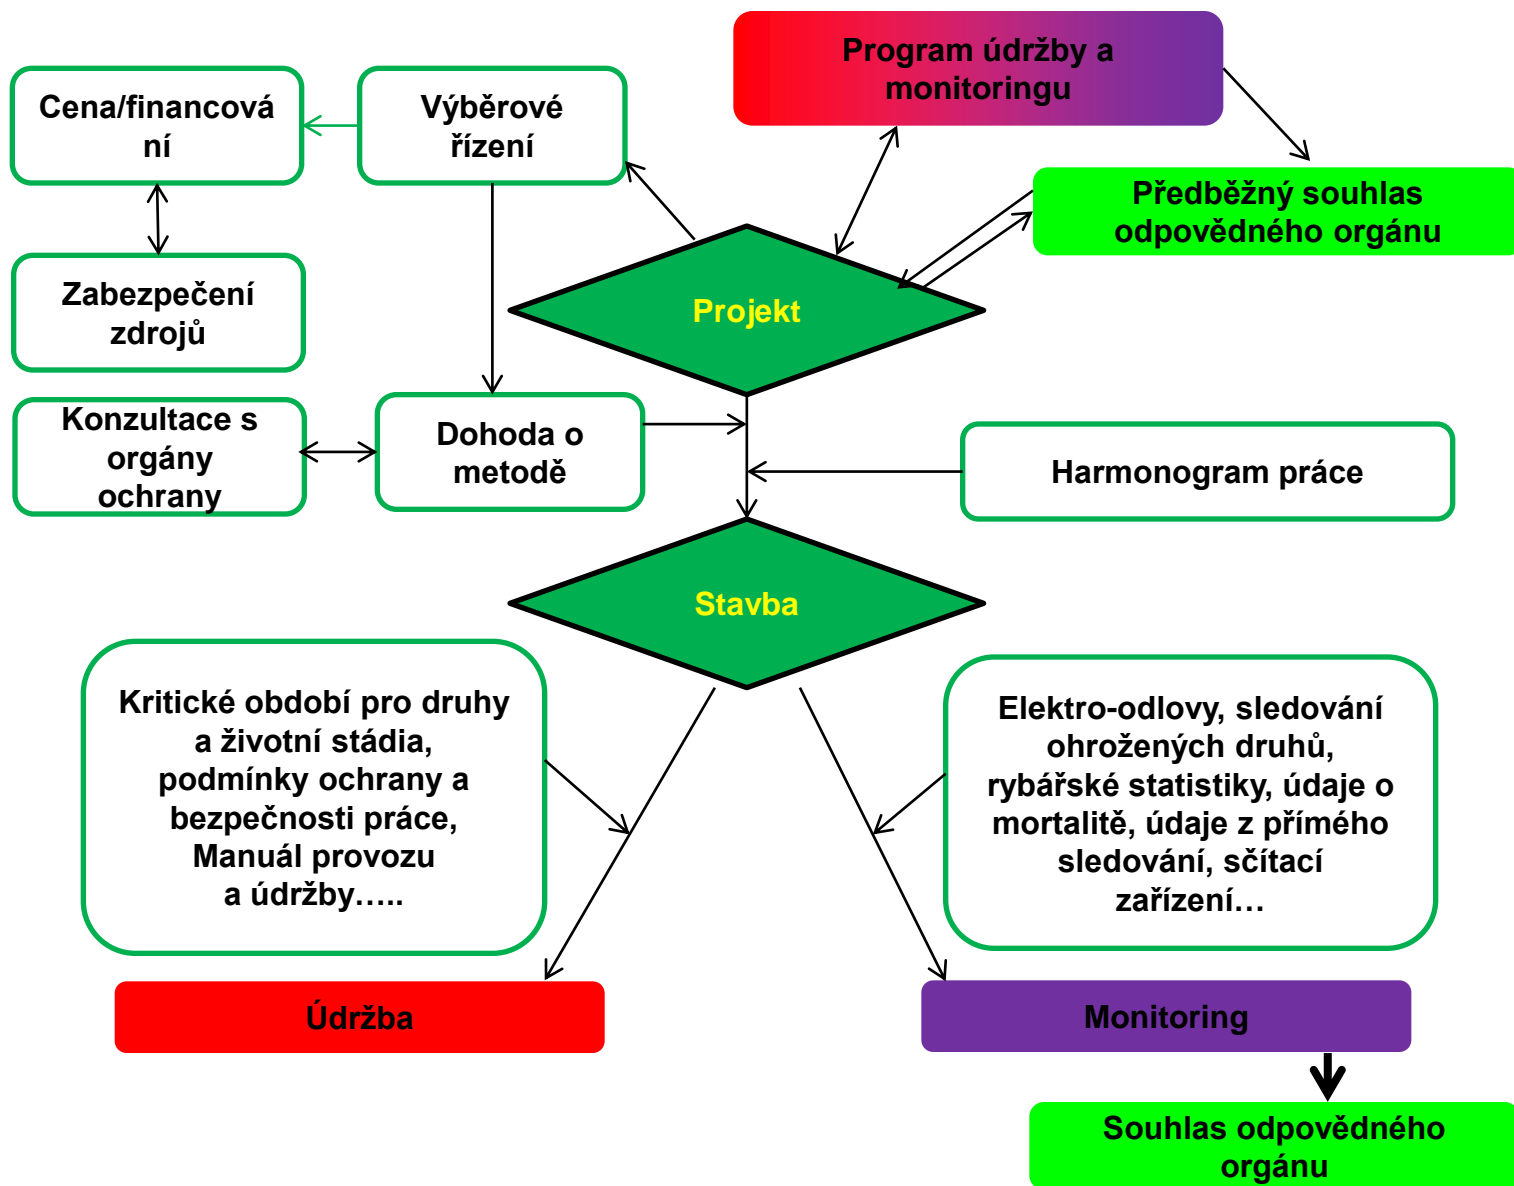 Program údržby a
monitoringu
Cena/financová
ní
Výběrové
řízení
Předběžný souhlas
odpovědného orgánu
Zabezpečení
zdrojů
Projekt
Konzultace s
orgány
ochrany
Dohoda o
metodě
Harmonogram práce
Stavba
Kritické období pro druhy
a životní stádia,
podmínky ochrany a
bezpečnosti práce,
Manuál provozu
a údržby…..
Elektro-odlovy, sledování
ohrožených druhů,
rybářské statistiky, údaje o
mortalitě, údaje z přímého
sledování, sčítací
zařízení…
Údržba
Monitoring
Souhlas odpovědného
orgánu